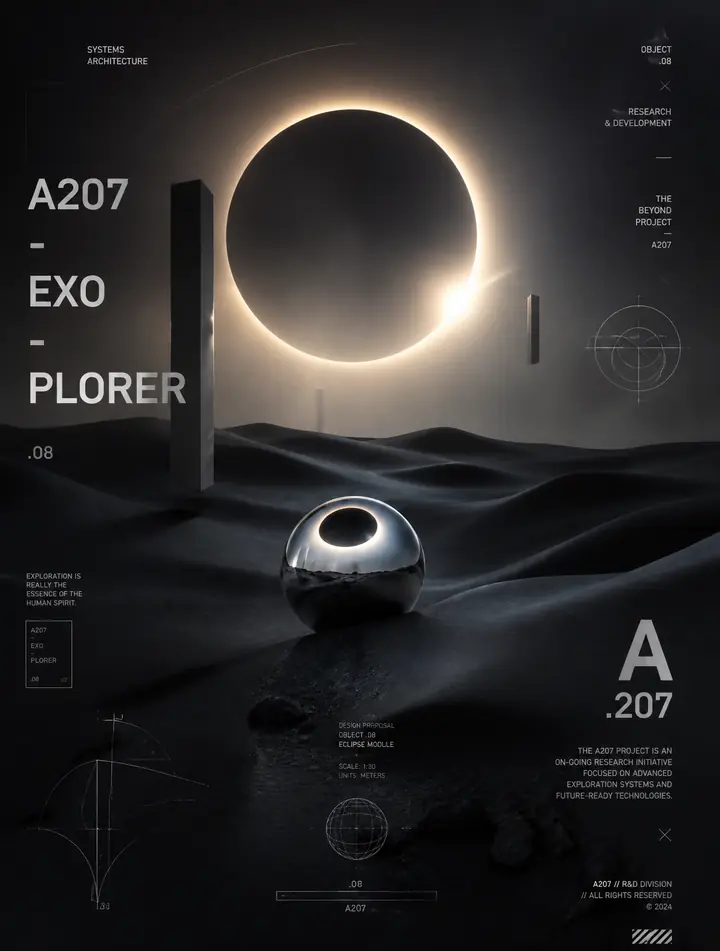 SYSTEMS
ARCHITECTURE
OBJECT
.08
RESEARCH
& DEVELOPMENT
THE
BEYOND
PROJECT
A207
A207
-
EXO
-
PLORER
.08
EXPLORATION IS
REALLY THE
ESSENCE OF THE
HUMAN SPIRIT.
A207
-
EXO
-
PLORER
.08
A
.207
DESIGN PROPOSAL
OBLECT .08
ECLIPSE MOOLLE
SCALE: 1:30
UNITS: METERS
THE A207 PROJECT IS AN
ON-GOING RESEARCH INITIATIVE
FOCUSED ON ADVANCED
EXPLORATION SYSTEMS AND
FUTURE-READY TECHNOLOGIES.
.08
A207
A207 // R&D DIVISION
// ALL RIGHTS RESERVED
© 2024